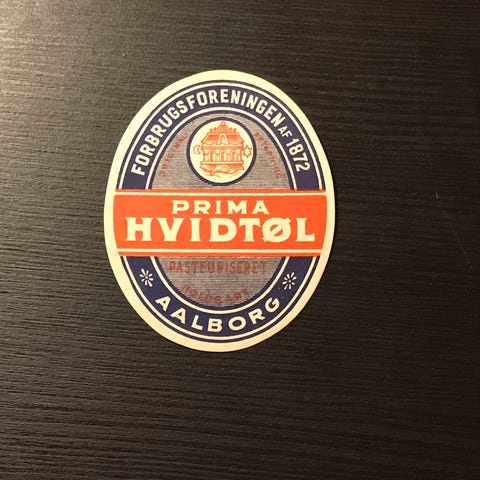 FORBRUGSFORENINGEN AF 1872
PRIMA
HVIDTØL
PASTEURISERET
AALBORG